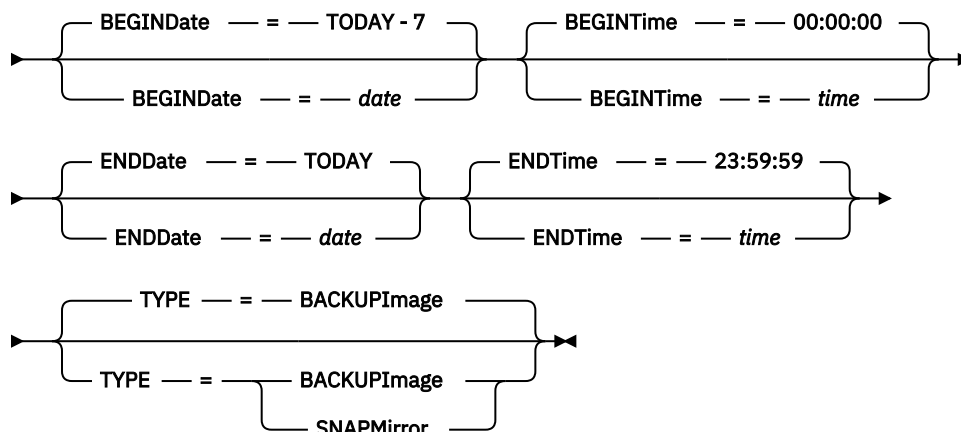 BEGINDate = TODAY - 7 BEGINTime = 00:00:00
BEGINDate = date BEGINTime = time
ENDDate = TODAY ENDTime = 23:59:59
ENDDate = date ENDTime = time
TYPE = BACKUPImage
TYPE = BACKUPImage
SNAPMirror